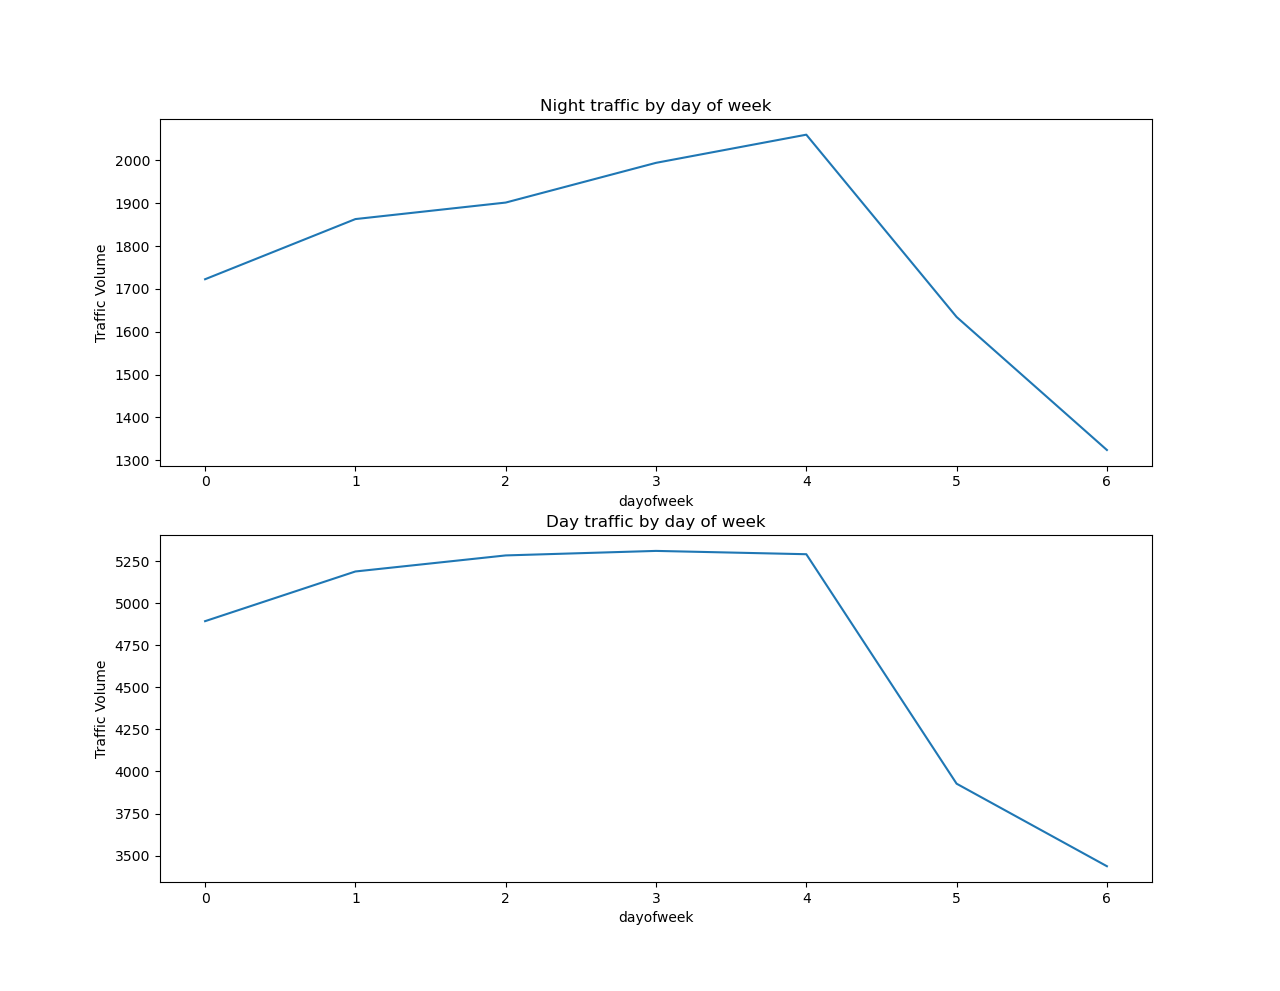 Night traffic by day of week
Traffic Volume
2000
1900
1800
1700
1600
1500
1400
1300
0 1 2 3 4 5 6
dayofweek
Day traffic by day of week
Traffic Volume
5250
5000
4750
4500
4250
4000
3750
3500
0 1 2 3 4 5 6
dayofweek